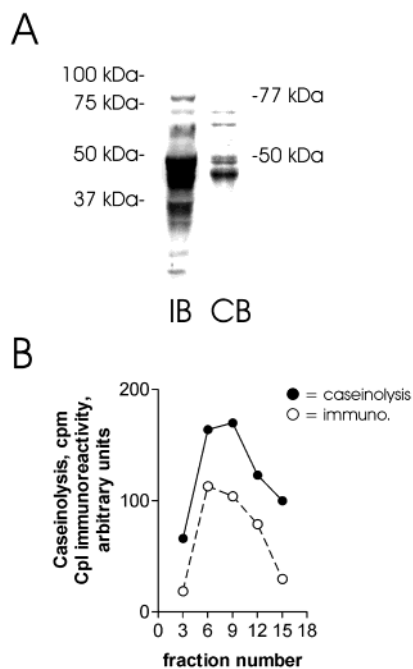 A
100 kDa-
75 kDa-
-77 kDa
50 kDa-
-50 kDa
37 kDa-
IB CB
B
200
● = caseinolysis
○ = immuno.
100
0
Caseinolysis, cpm
CpI immunoreactivity,
arbitrary units
0 3 6 9 12 15 18
fraction number